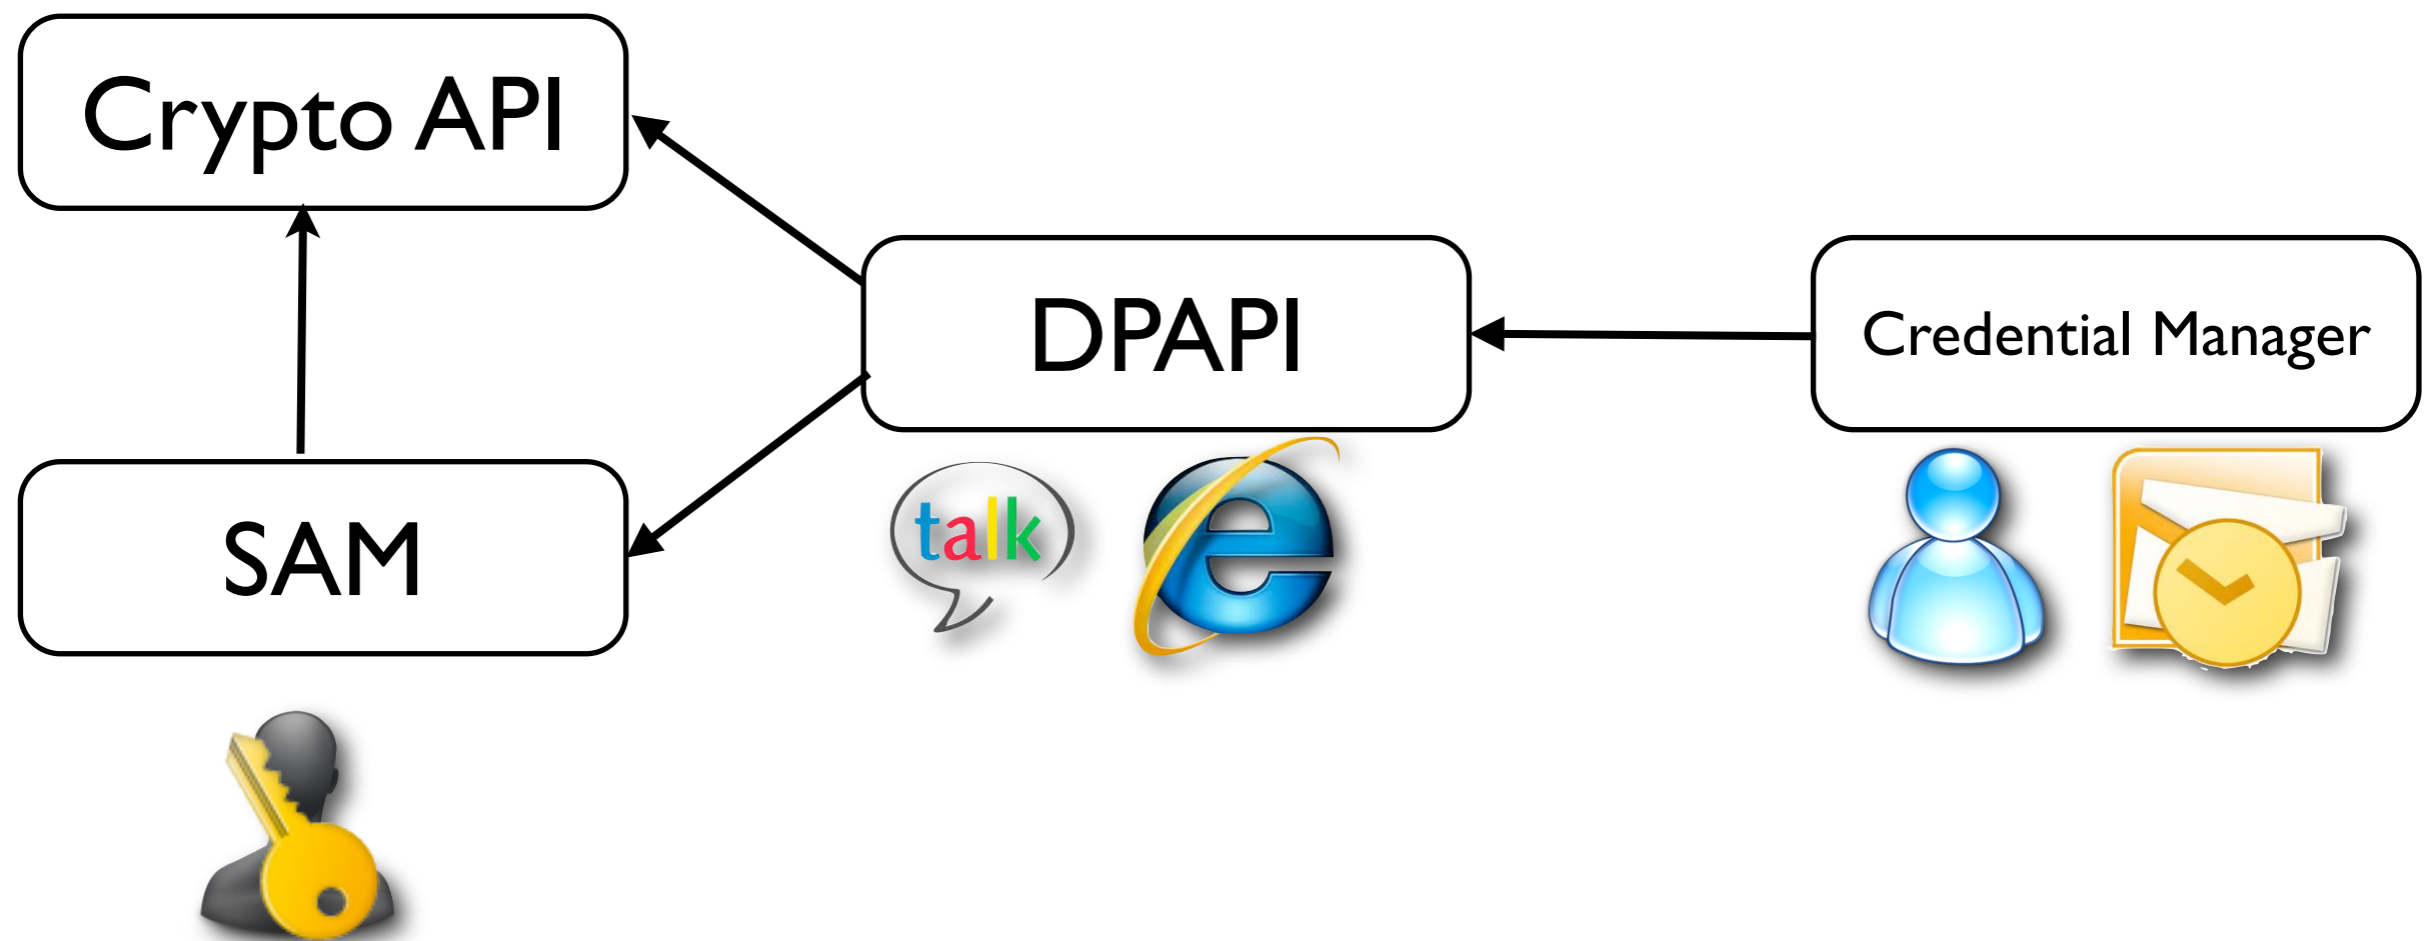 Crypto API
DPAPI
Credential Manager
SAM
talk